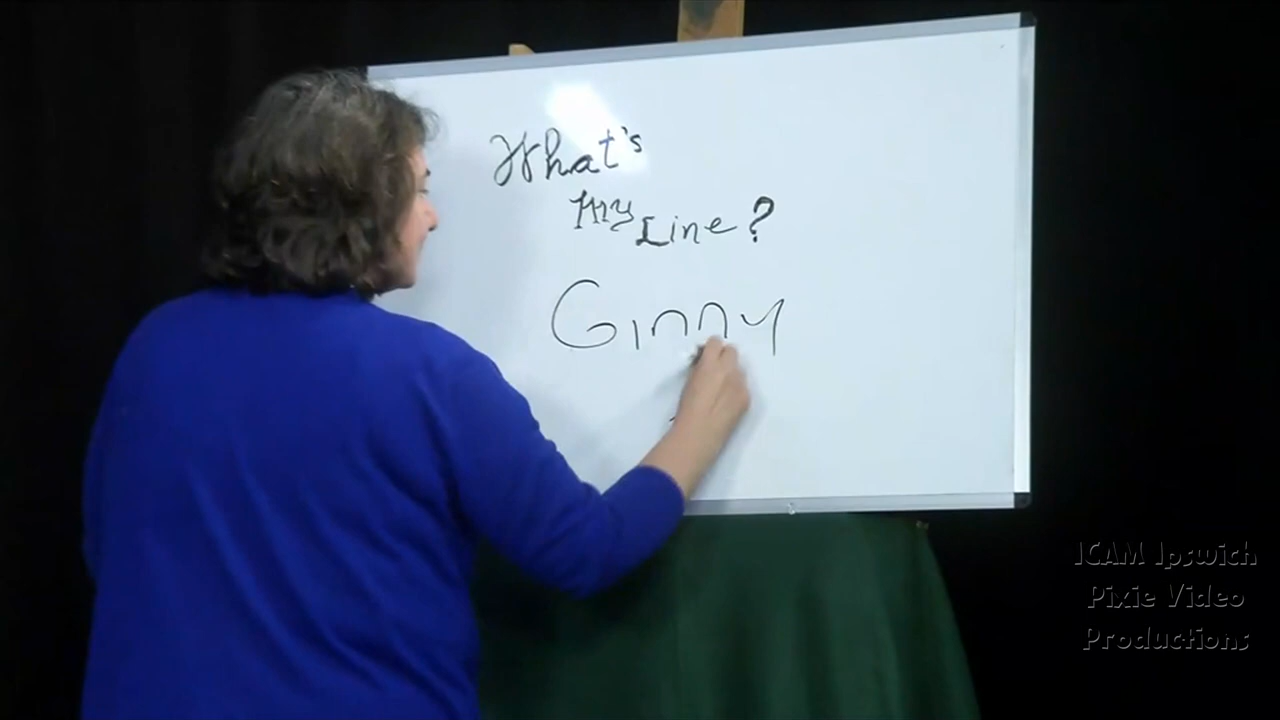 What's
My Line?
Ginny
ICAM Ipswich
Pixie Video
Productions